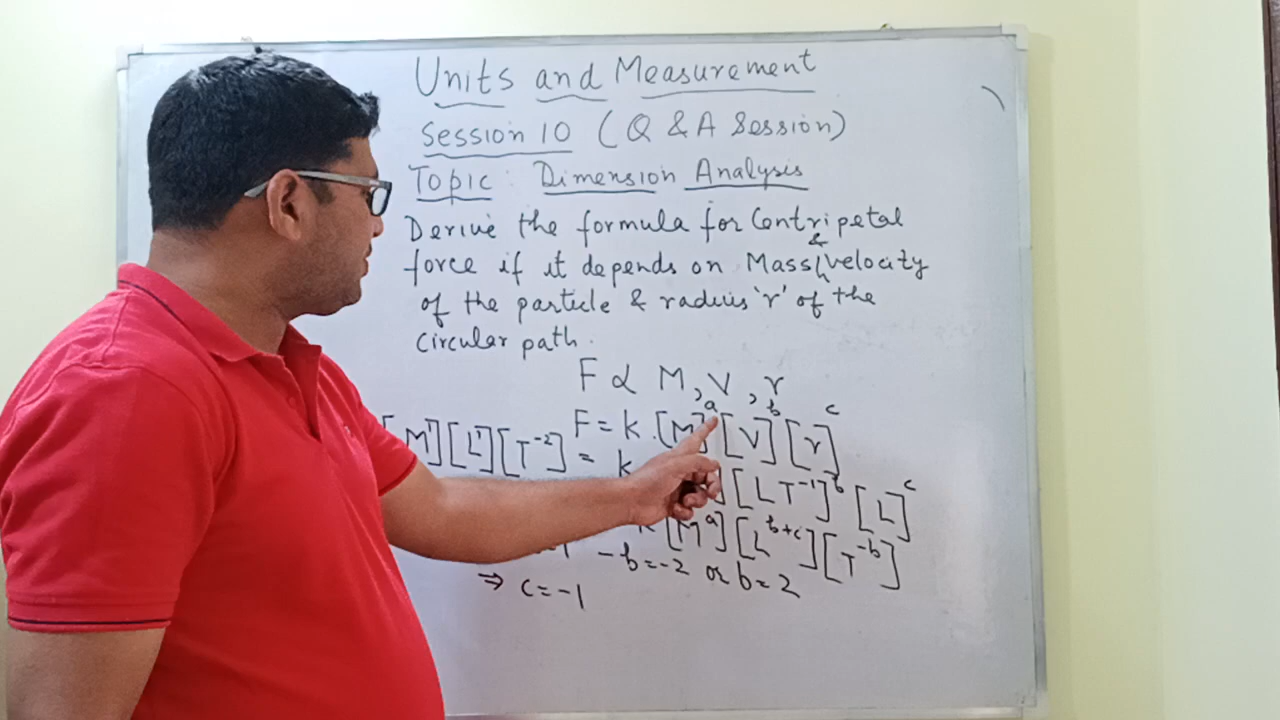 Units and Measurement
Session 10 (Q & A Session)
Topic: Dimension Analysis
Derive the formula for Centripetal
&
force if it depends on Mass, velocity
of the particle & radius 'r' of the
circular path.
F ∝ M, V, r
F = k [M]^a [V]^b [r]^c
[M^1][L^1][T^-2] = k [LT^-1]^b [L]^c
[M^a][L^b+c][T^-b]
-b = -2 or b = 2
⇒ c = -1